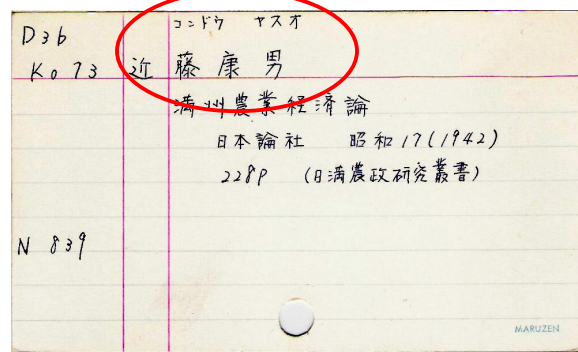 コンドウ ヤスオ
D36
Ko73 近藤康男
満州農業経済論
日本論社 昭和17(1942)
228P (日満農政研究叢書)
N 839
MARUZEN